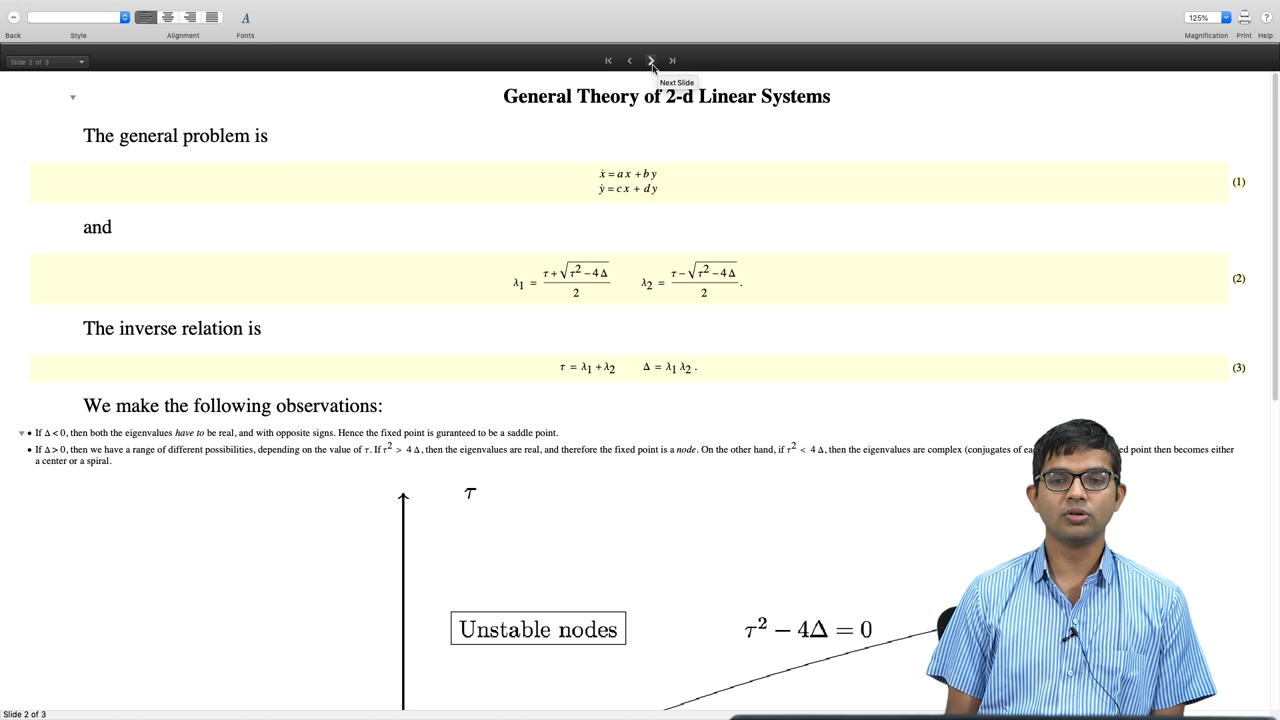 125%
Back
Style
Alignment
Fonts
Magnification
Print
Help
Slide 2 of 3
Next Slide
General Theory of 2-d Linear Systems
The general problem is
ẋ = a x + b y
ẏ = c x + d y
(1)
and
λ₁ = (τ + √(τ² − 4 Δ)) / 2    λ₂ = (τ − √(τ² − 4 Δ)) / 2 .
(2)
The inverse relation is
τ = λ₁ + λ₂    Δ = λ₁ λ₂ .
(3)
We make the following observations:
• If Δ < 0, then both the eigenvalues have to be real, and with opposite signs. Hence the fixed point is guranteed to be a saddle point.
• If Δ > 0, then we have a range of different possibilities, depending on the value of τ. If τ² > 4 Δ, then the eigenvalues are real, and therefore the fixed point is a node. On the other hand, if τ² < 4 Δ, then the eigenvalues are complex (conjugates of point then becomes either
a center or a spiral.
τ
Unstable nodes
τ² − 4Δ = 0
Slide 2 of 3